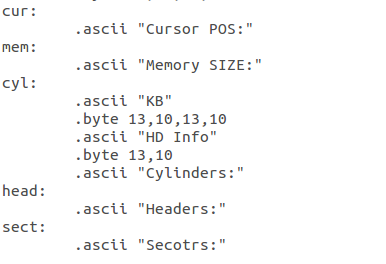 cur:
.ascii "Cursor POS:"
mem:
.ascii "Memory SIZE:"
cyl:
.ascii "KB"
.byte 13,10,13,10
.ascii "HD Info"
.byte 13,10
.ascii "Cylinders:"
head:
.ascii "Headers:"
sect:
.ascii "Secotrs:"